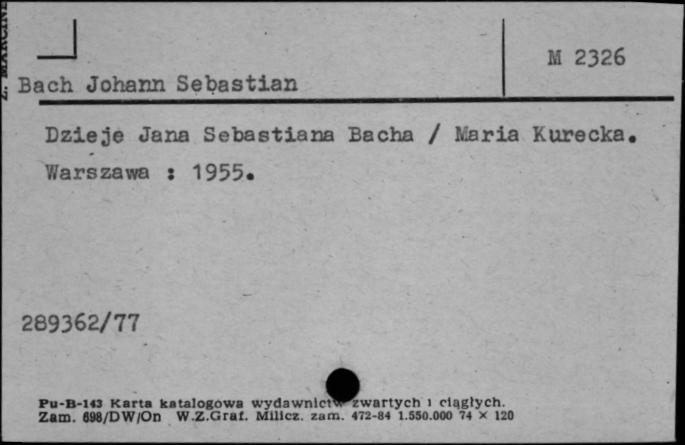 M 2326
Bach Johann Sebastian
Dzieje Jana Sebastiana Bacha / Maria Kurecka.
Warszawa : 1955.
289362/77
Pu-B-143 Karta katalogowa wydawnictw zwartych i ciągłych.
Zam. 698/DW/On W.Z.Graf. Milicz. zam. 472-84 1.550.000 74 × 120